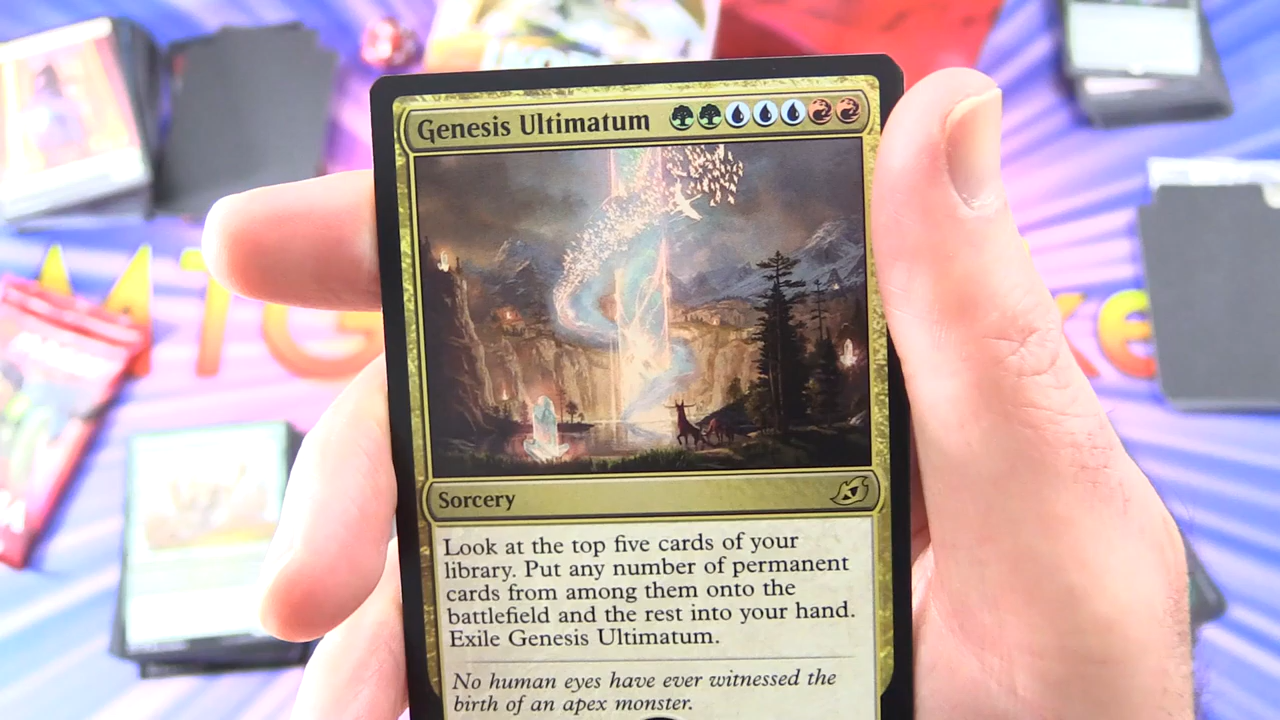 Genesis Ultimatum
MTG
ke
Sorcery
Look at the top five cards of your
library. Put any number of permanent
cards from among them onto the
battlefield and the rest into your hand.
Exile Genesis Ultimatum.
No human eyes have ever witnessed the
birth of an apex monster.